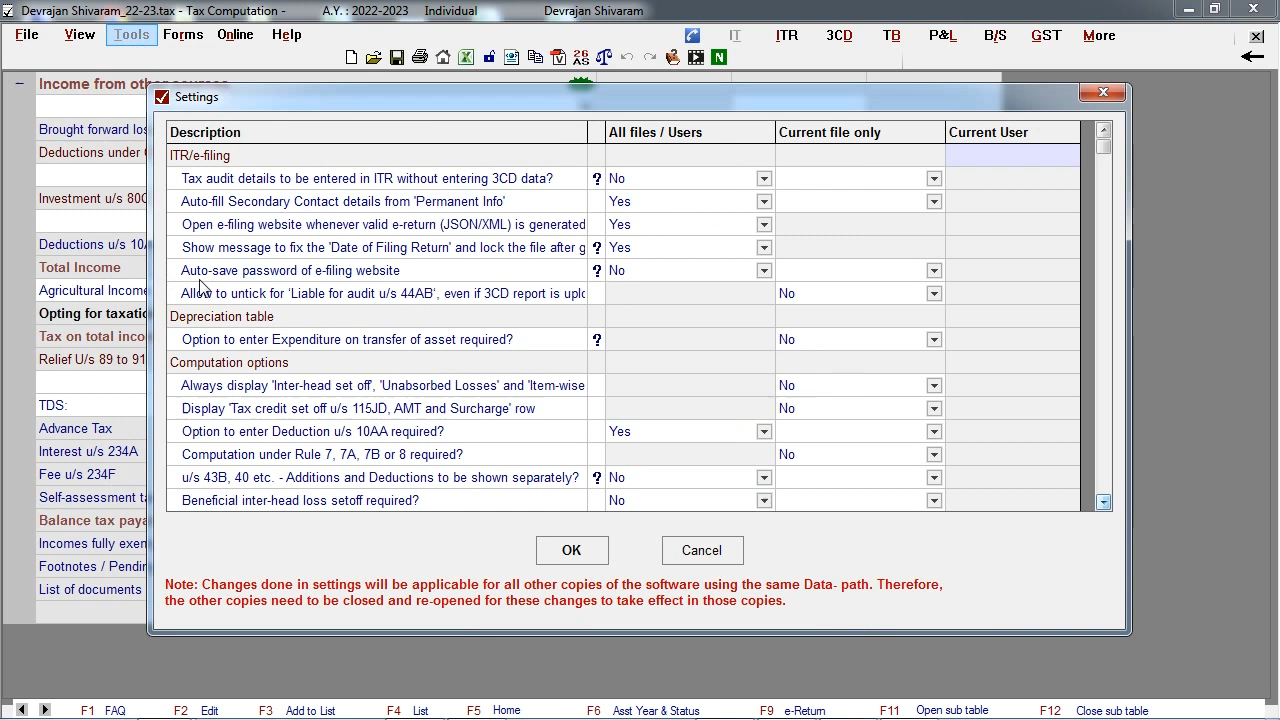 Devrajan Shivaram_22-23.tax - Tax Computation - A.Y. : 2022-2023 Individual Devrajan Shivaram
File View Tools Forms Online Help IT ITR 3CD TB P&L B/S GST More
26 AS N
Income from other sources
Settings
Description All files / Users Current file only Current User
ITR/e-filing
Tax audit details to be entered in ITR without entering 3CD data? ? No
Auto-fill Secondary Contact details from 'Permanent Info' Yes
Open e-filing website whenever valid e-return (JSON/XML) is generated Yes
Show message to fix the 'Date of Filing Return' and lock the file after g ? Yes
Auto-save password of e-filing website ? No
Allow to untick for 'Liable for audit u/s 44AB', even if 3CD report is uplo No
Depreciation table
Option to enter Expenditure on transfer of asset required? ? No
Computation options
Always display 'Inter-head set off', 'Unabsorbed Losses' and 'Item-wise No
Display 'Tax credit set off u/s 115JD, AMT and Surcharge' row No
Option to enter Deduction u/s 10AA required? Yes
Computation under Rule 7, 7A, 7B or 8 required? No
u/s 43B, 40 etc. - Additions and Deductions to be shown separately? ? No
Beneficial inter-head loss setoff required? No
OK Cancel
Note: Changes done in settings will be applicable for all other copies of the software using the same Data- path. Therefore,
the other copies need to be closed and re-opened for these changes to take effect in those copies.
Brought forward los
Deductions under
Investment u/s 80C
Deductions u/s 10A
Total Income
Agricultural Income
Opting for taxatio
Tax on total inco
Relief U/s 89 to 91
TDS:
Advance Tax
Interest u/s 234A
Fee u/s 234F
Self-assessment ta
Balance tax paya
Incomes fully exem
Footnotes / Pendin
List of documents
F1 FAQ F2 Edit F3 Add to List F4 List F5 Home F6 Asst Year & Status F9 e-Return F11 Open sub table F12 Close sub table